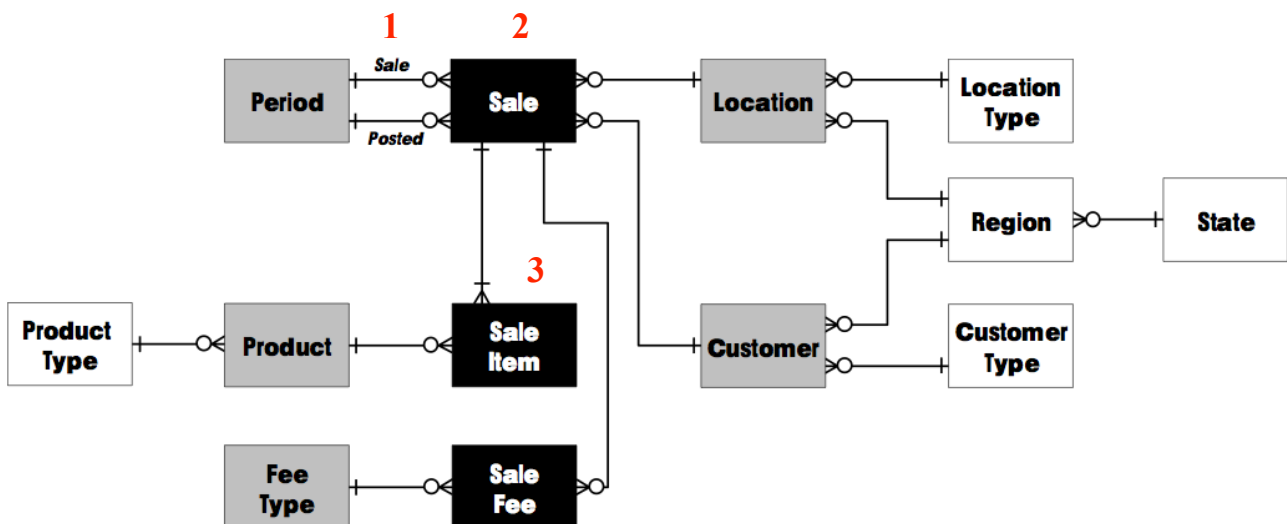 1
2
Sale
Period
Sale
Posted
Location
Location
Type
Region
State
3
Product
Type
Product
Sale
Item
Customer
Customer
Type
Fee
Type
Sale
Fee